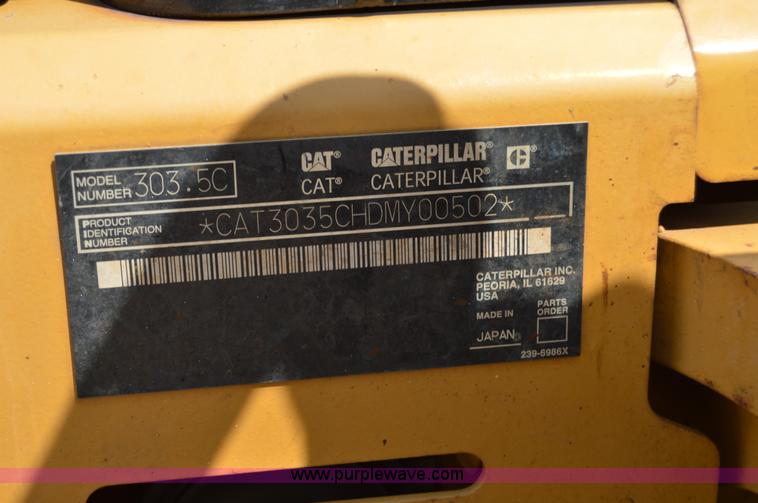 MODEL NUMBER 303.5C
CAT® CATERPILLAR® C®
CAT® CATERPILLAR®
PRODUCT IDENTIFICATION NUMBER *CAT3035CHDMY00502*
CATERPILLAR INC.
PEORIA, IL 61629
USA
MADE IN
JAPAN
PARTS ORDER
239-6986X
www.purplewave.com